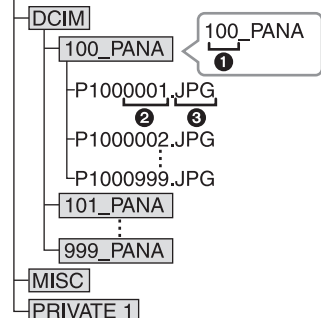 DCIM
100_PANA
100_PANA
❶
P1000001.JPG
❷ ❸
P1000002.JPG
P1000999.JPG
101_PANA
999_PANA
MISC
PRIVATE 1